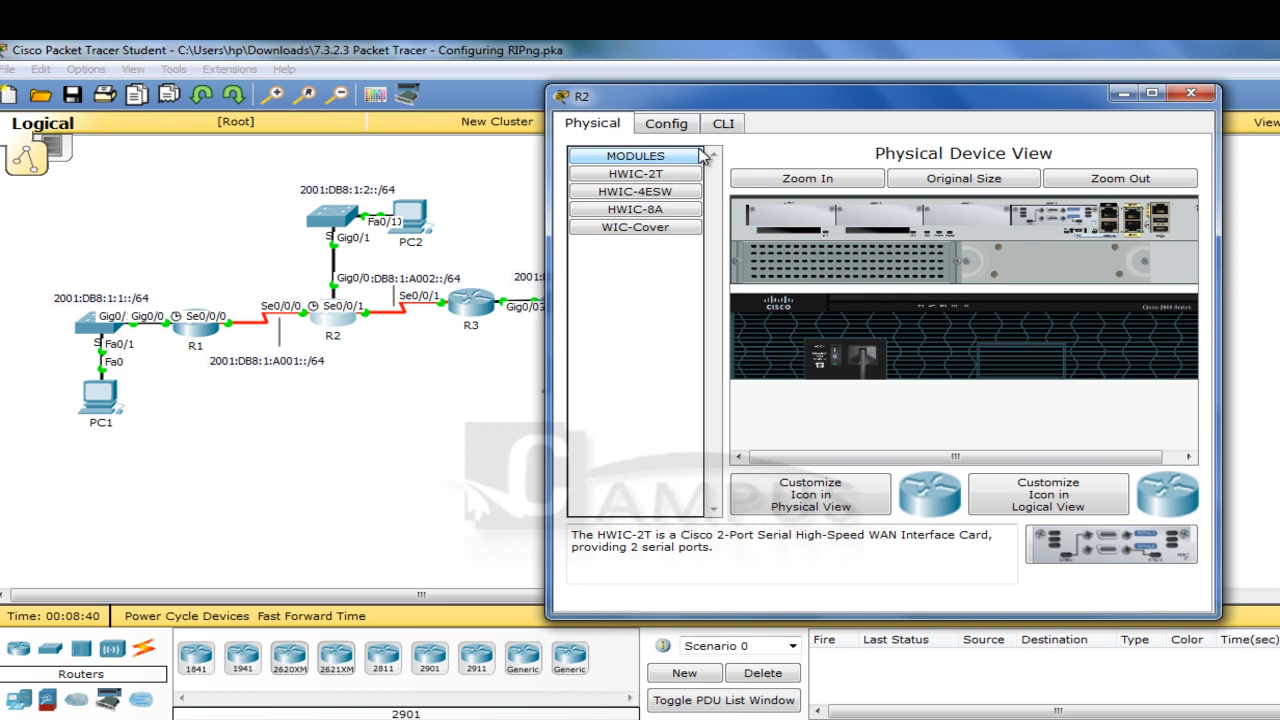 Cisco Packet Tracer Student - C:\Users\hp\Downloads\7.3.2.3 Packet Tracer - Configuring RIPng.pka
File Edit Options View Tools Extensions Help
Logical [Root] New Cluster View
2001:DB8:1:2::/64
Fa0/1
S Gig0/1
PC2
Gig0/0 :DB8:1:A002::/64
2001:
Se0/0/0 Se0/0/1 Se0/0/1
R2
R3
Gig0/0
2001:DB8:1:1::/64
Gig0/ Gig0/0 Se0/0/0
R1
S Fa0/1
Fa0
PC1
2001:DB8:1:A001::/64
R2
Physical Config CLI
MODULES
HWIC-2T
HWIC-4ESW
HWIC-8A
WIC-Cover
Physical Device View
Zoom In Original Size Zoom Out
CISCO
Cisco 2900 Series
Customize
Icon in
Physical View
Customize
Icon in
Logical View
The HWIC-2T is a Cisco 2-Port Serial High-Speed WAN Interface Card,
providing 2 serial ports.
CAMPUS
Time: 00:08:40 Power Cycle Devices Fast Forward Time
Routers
1841 1941 2620XM 2621XM 2811 2901 2911 Generic Generic
2901
Scenario 0
New Delete
Toggle PDU List Window
Fire Last Status Source Destination Type Color Time(sec)